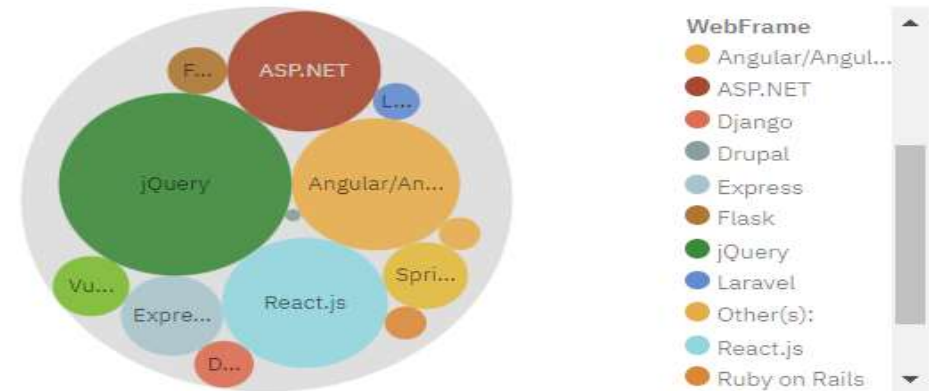 F...
ASP.NET
L...
jQuery
Angular/An...
Vu...
Expre...
React.js
Spri...
D...
WebFrame
Angular/Angul...
ASP.NET
Django
Drupal
Express
Flask
jQuery
Laravel
Other(s):
React.js
Ruby on Rails